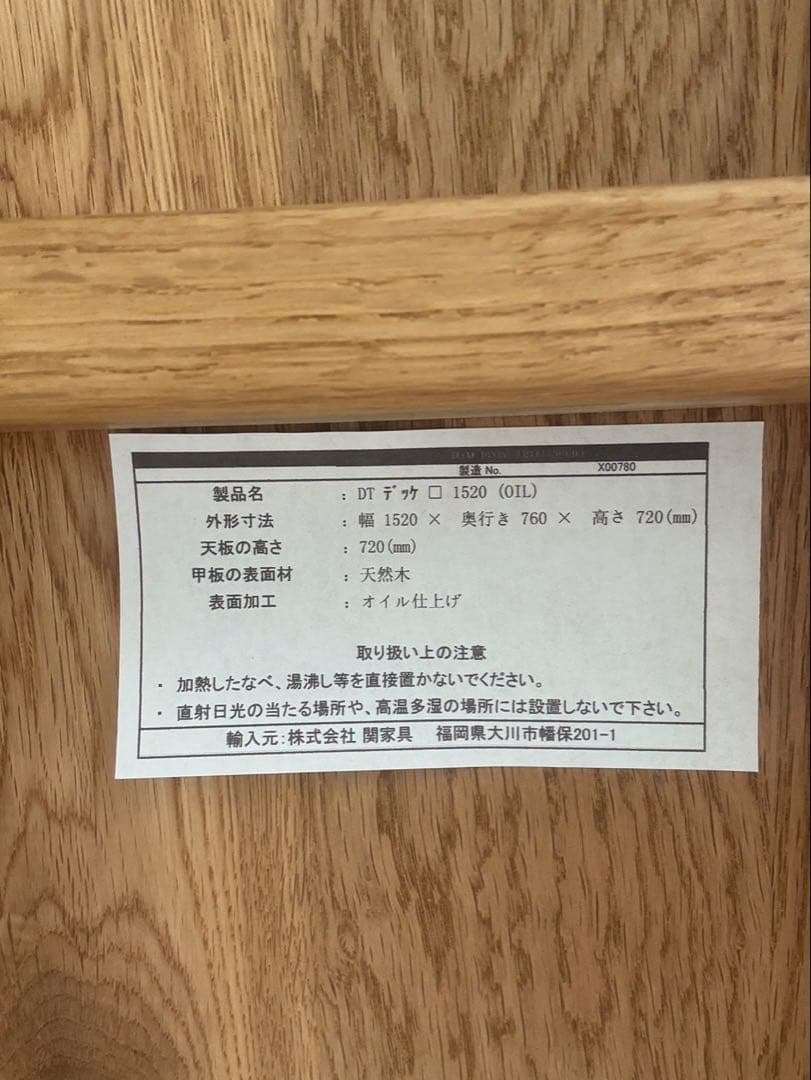 製造 No. X00780
製品名 : DT デッケ □ 1520 (OIL)
外形寸法 : 幅 1520 × 奥行き 760 × 高さ 720(㎜)
天板の高さ : 720(㎜)
甲板の表面材 : 天然木
表面加工 : オイル仕上げ
取り扱い上の注意
・ 加熱したなべ、湯沸し等を直接置かないでください。
・ 直射日光の当たる場所や、高温多湿の場所には設置しないで下さい。
輸入元:株式会社 関家具 福岡県大川市幡保201-1